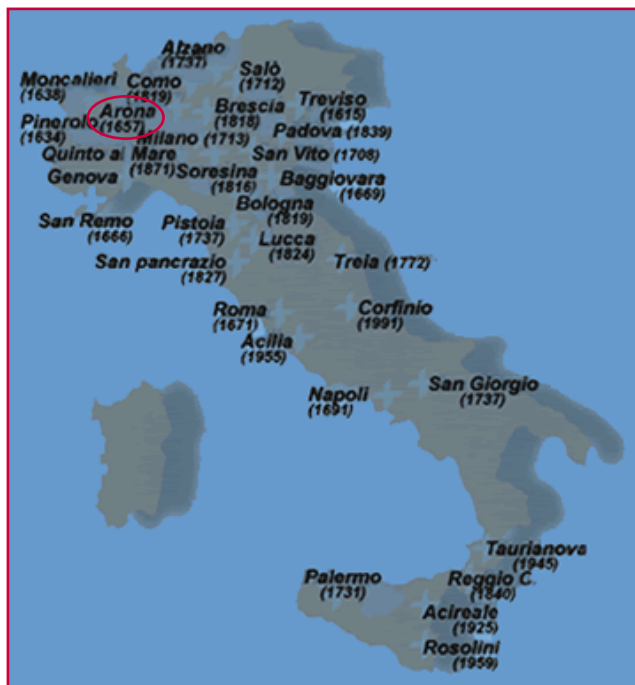 Alzano
(1737)
Salò
(1712)
Moncalieri
(1638)
Como
(1819)
Treviso
(1615)
Brescia
(1818)
Arona
(1657)
Pinerolo
(1634)
Padova (1839)
Milano (1713)
Quinto al Mare
(1871)
San Vito (1708)
Genova
Soresina
(1816)
Baggiovara
(1669)
Bologna
(1819)
San Remo
(1666)
Pistoia
(1737)
Lucca
(1824)
San pancrazio
(1827)
Treia (1772)
Roma
(1671)
Corfinio
(1991)
Acilia
(1955)
San Giorgio
(1737)
Napoli
(1691)
Taurianova
(1945)
Palermo
(1731)
Reggio C.
(1840)
Acireale
(1925)
Rosolini
(1959)